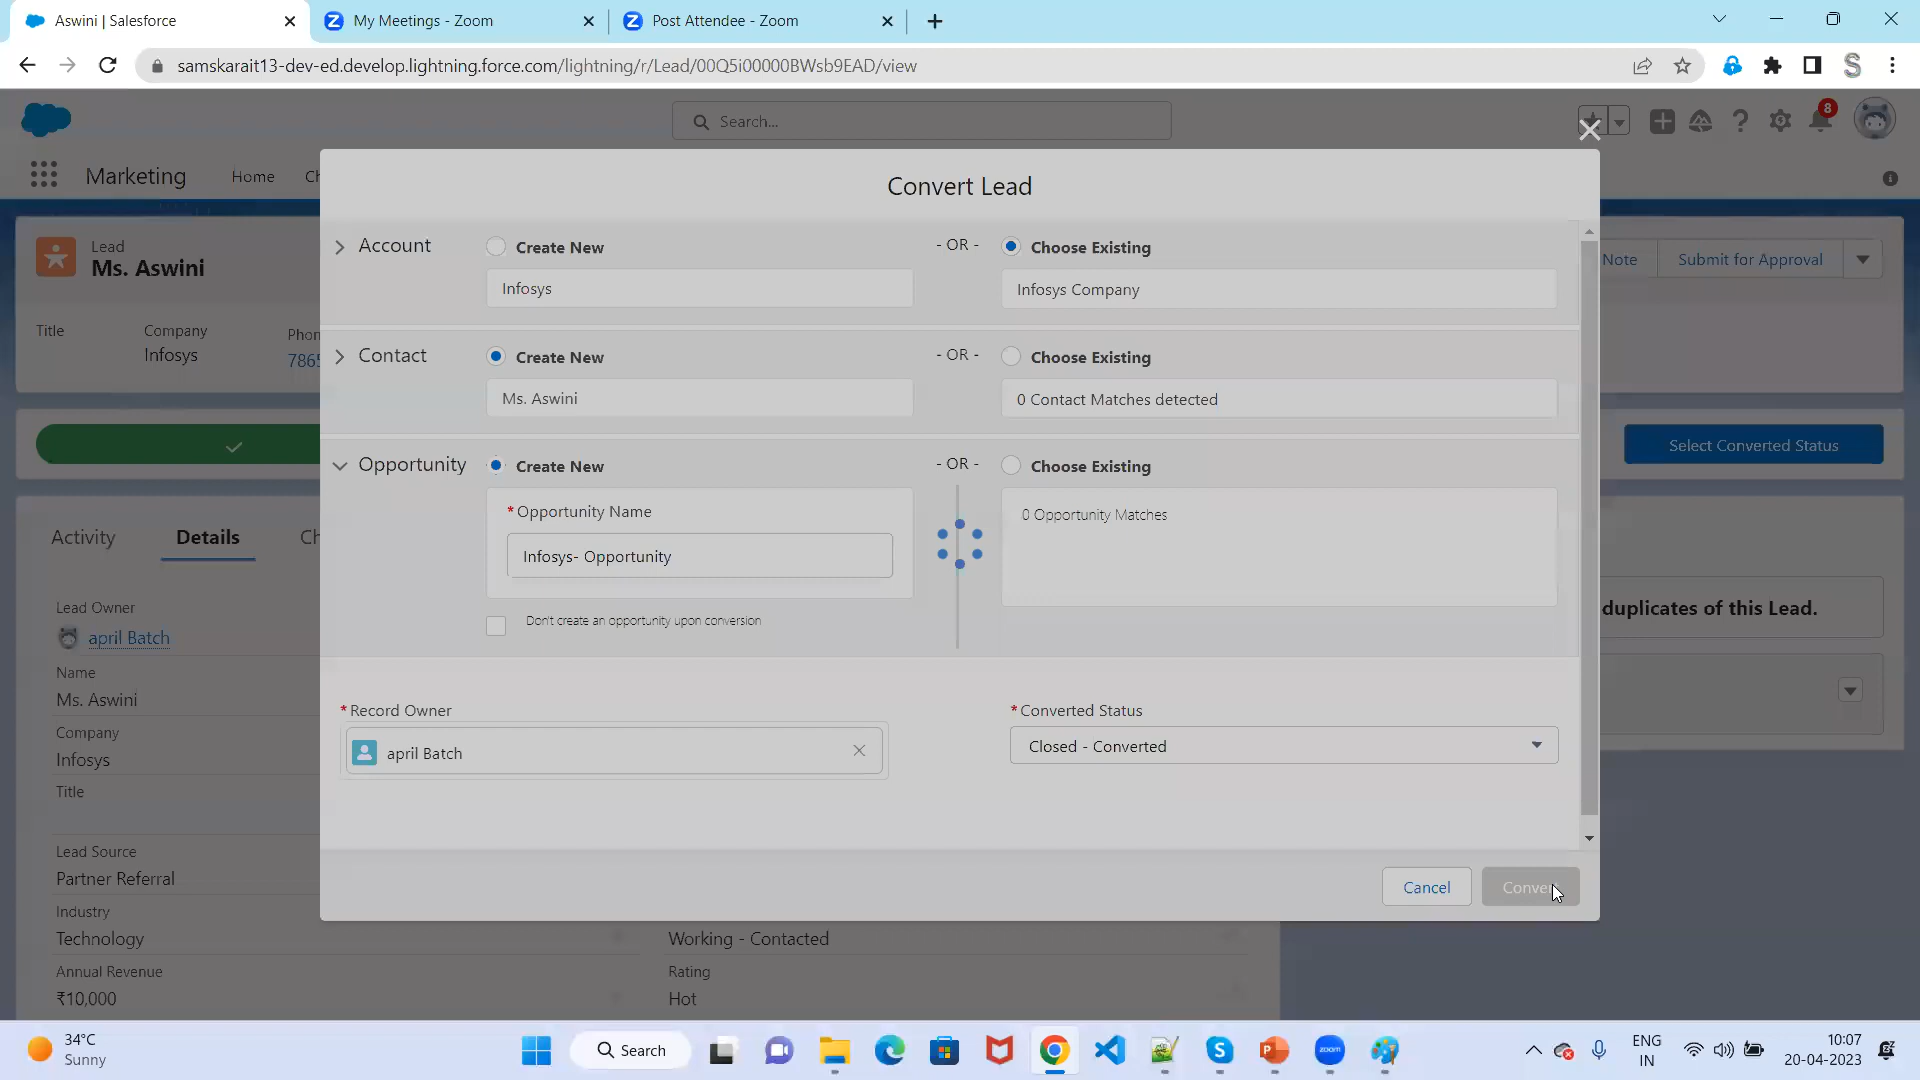 Aswini | Salesforce
My Meetings - Zoom
Post Attendee - Zoom
samskarait13-dev-ed.develop.lightning.force.com/lightning/r/Lead/00Q5i00000BWsb9EAD/view
Search...
8
Marketing
Home
Ch
Convert Lead
Lead
Ms. Aswini
Note
Submit for Approval
Title
Company
Infosys
Phon
7865
Select Converted Status
Account
Create New
- OR -
Choose Existing
Infosys
Infosys Company
Contact
Create New
- OR -
Choose Existing
Ms. Aswini
0 Contact Matches detected
Opportunity
Create New
- OR -
Choose Existing
* Opportunity Name
Infosys- Opportunity
0 Opportunity Matches
Don't create an opportunity upon conversion
* Record Owner
april Batch
* Converted Status
Closed - Converted
Cancel
Conver
Activity
Details
Ch
duplicates of this Lead.
Lead Owner
april Batch
Name
Ms. Aswini
Company
Infosys
Title
Lead Source
Partner Referral
Industry
Technology
Working - Contacted
Annual Revenue
₹10,000
Rating
Hot
34°C
Sunny
Search
ENG
IN
10:07
20-04-2023